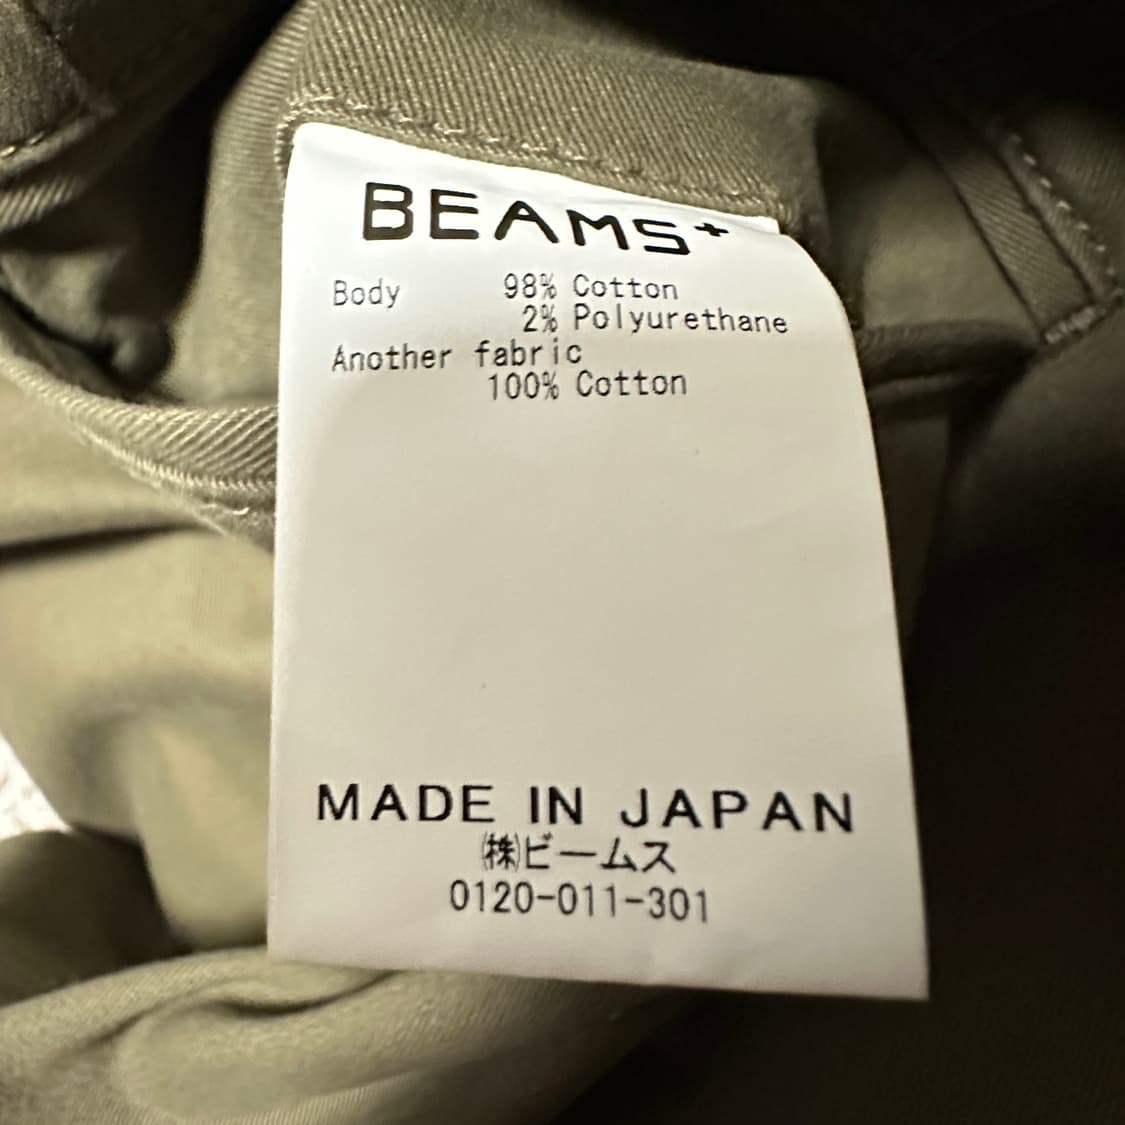 BEAMS+
Body 98% Cotton
2% Polyurethane
Another fabric
100% Cotton
MADE IN JAPAN
㈱ビームス
0120-011-301